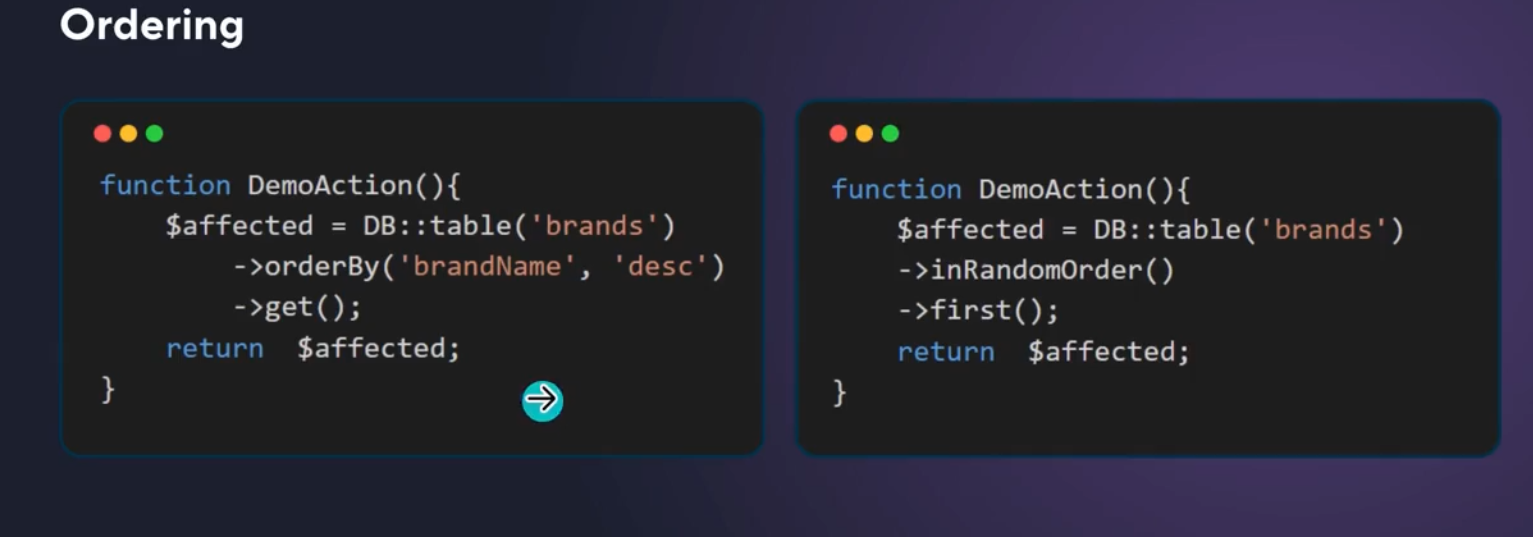 Ordering
function DemoAction(){
    $affected = DB::table('brands')
        ->orderBy('brandName', 'desc')
        ->get();
    return  $affected;
}
function DemoAction(){
    $affected = DB::table('brands')
    ->inRandomOrder()
    ->first();
    return  $affected;
}